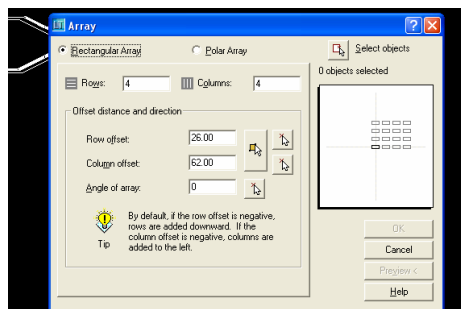 Array
Rectangular Array
Polar Array
Select objects
0 objects selected
Rows: 4
Columns: 4
Offset distance and direction
Row offset: 26.00
Column offset: 62.00
Angle of array: 0
Tip
By default, if the row offset is negative,
rows are added downward. If the
column offset is negative, columns are
added to the left.
OK
Cancel
Preview <
Help